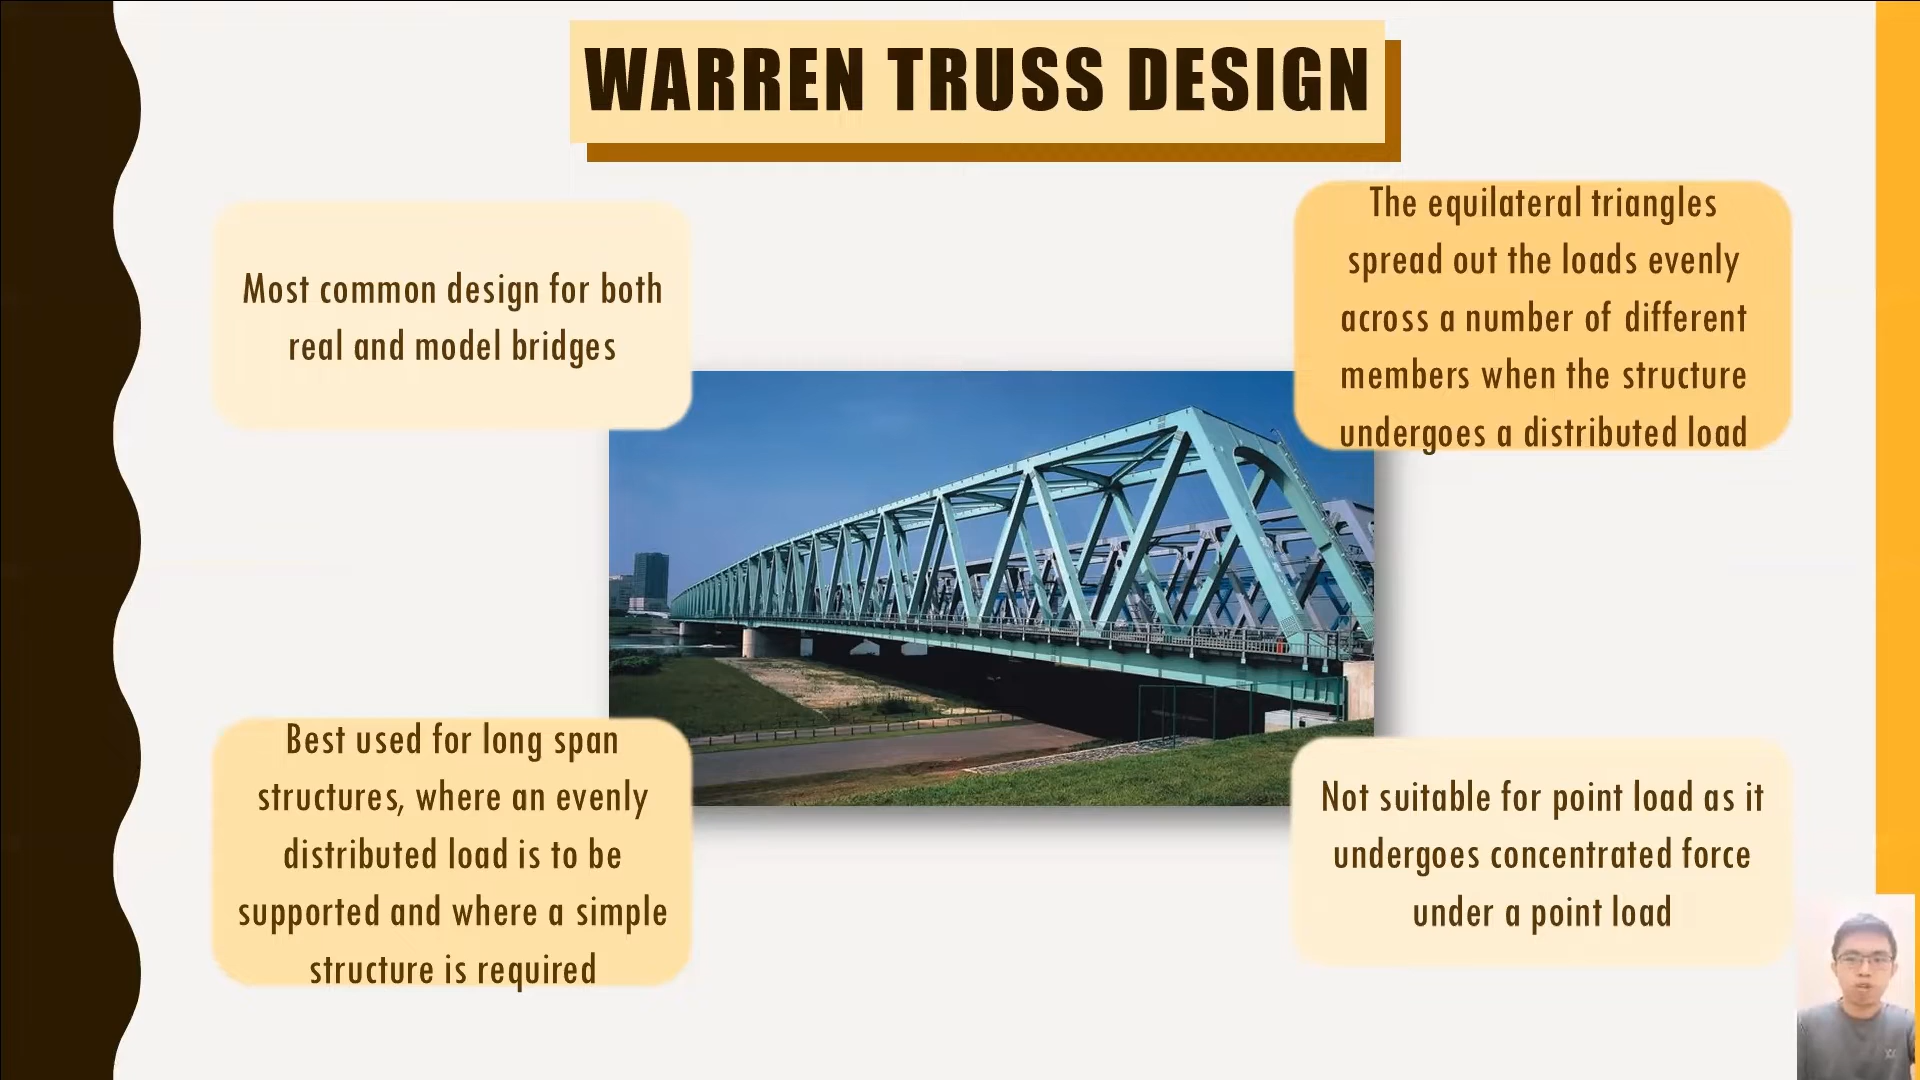 WARREN TRUSS DESIGN
Most common design for both
real and model bridges
The equilateral triangles
spread out the loads evenly
across a number of different
members when the structure
undergoes a distributed load
Best used for long span
structures, where an evenly
distributed load is to be
supported and where a simple
structure is required
Not suitable for point load as it
undergoes concentrated force
under a point load